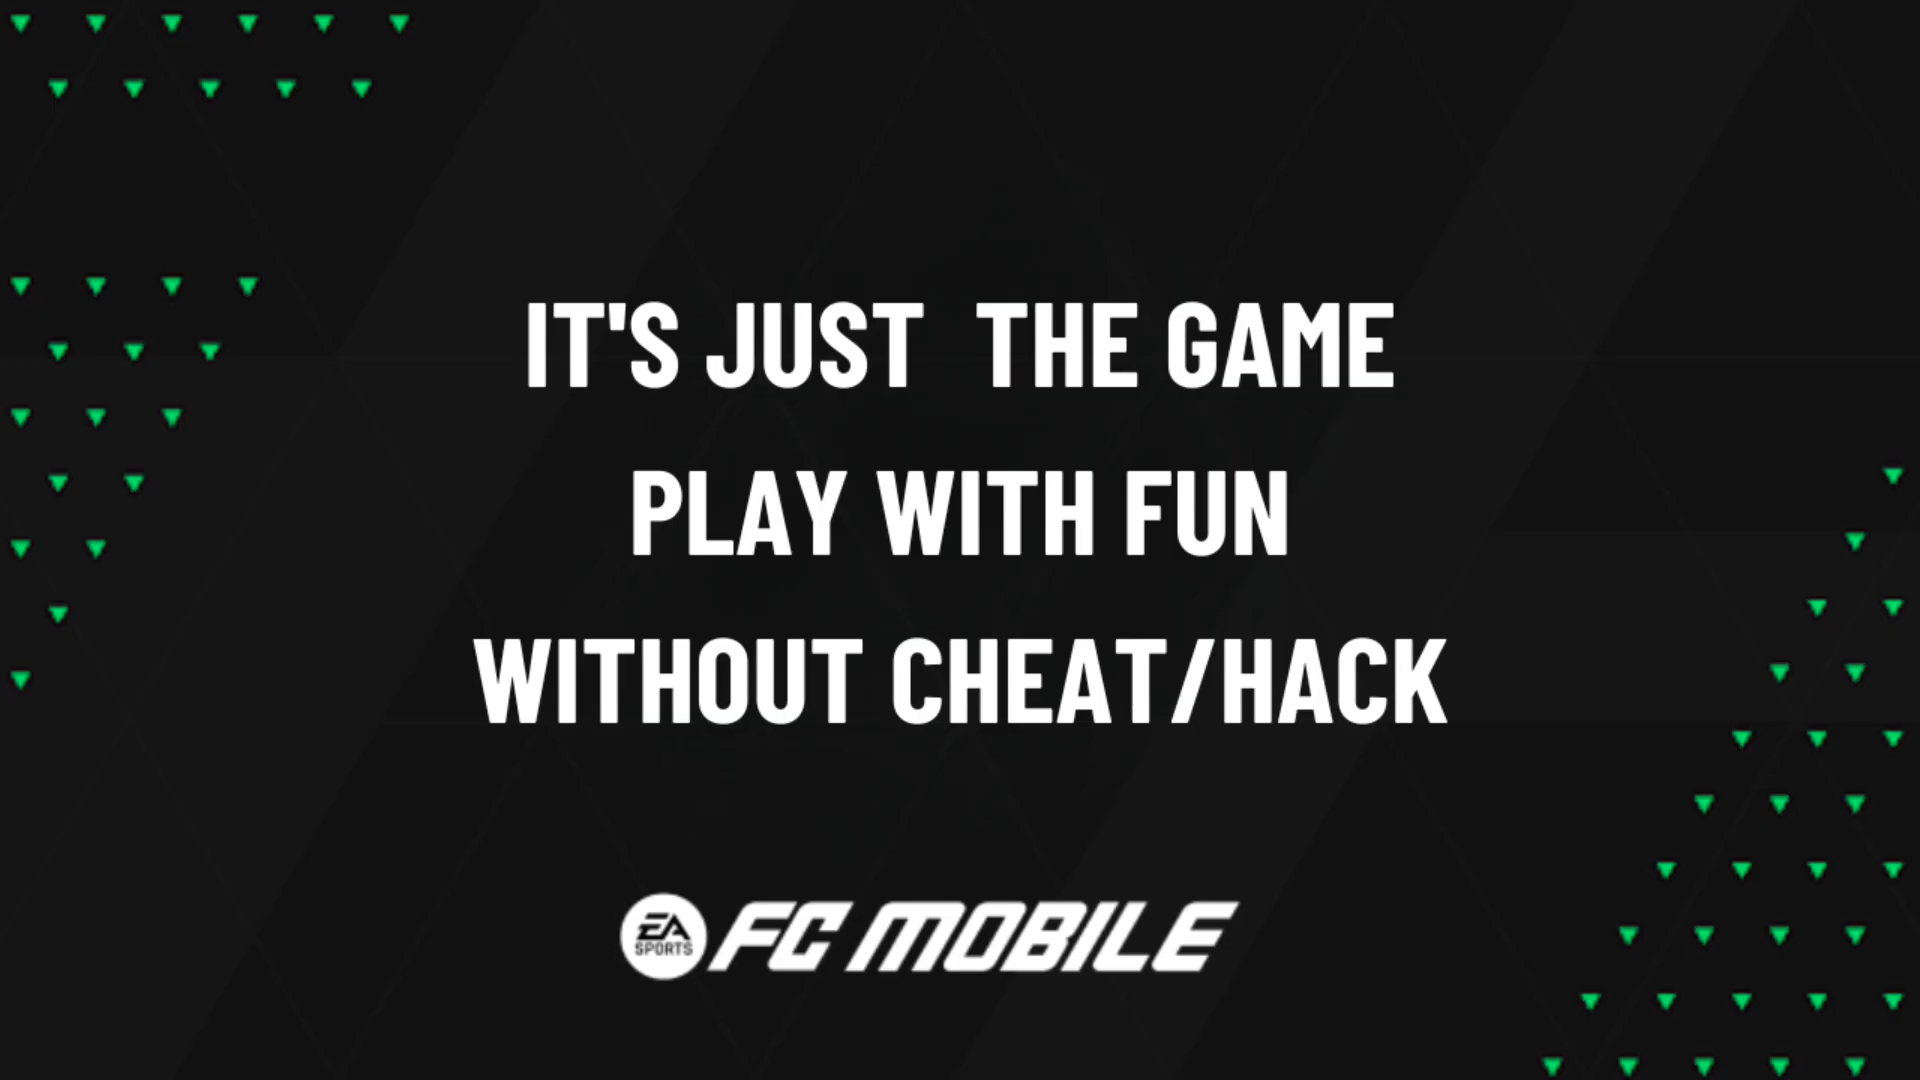 IT'S JUST  THE GAME
PLAY WITH FUN
WITHOUT CHEAT/HACK
EA SPORTS FC MOBILE